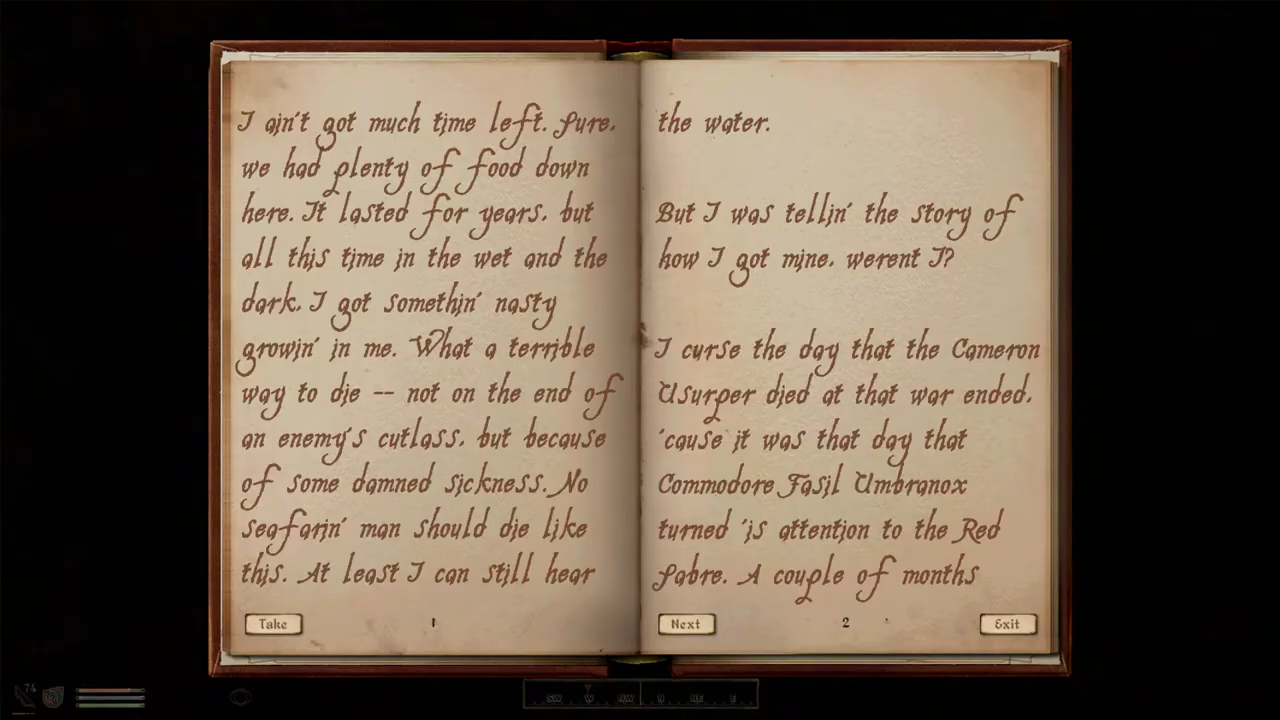 I ain't got much time left. Sure,
we had plenty of food down
here. It lasted for years, but
all this time in the wet and the
dark, I got somethin' nasty
growin' in me. What a terrible
way to die -- not on the end of
an enemy's cutlass, but because
of some damned sickness. No
seafarin' man should die like
this. At least I can still hear
Take
1
the water.
But I was tellin' the story of
how I got mine, werent I?
I curse the day that the Cameron
Usurper died at that war ended,
'cause it was that day that
Commodore Fasil Umbranox
turned 'is attention to the Red
Sabre. A couple of months
Next
2
Exit
74
SW W NW N NE E